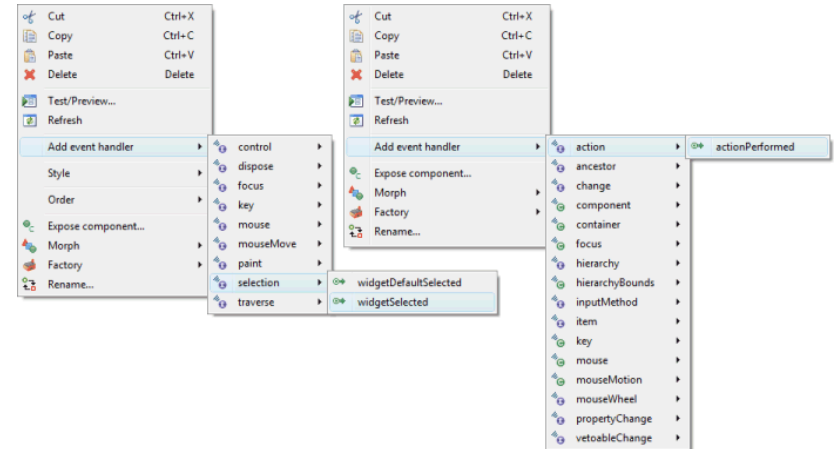 Cut Ctrl+X
Copy Ctrl+C
Paste Ctrl+V
Delete Delete
Test/Preview...
Refresh
Add event handler
Style
Order
Expose component...
Morph
Factory
Rename...
control
dispose
focus
key
mouse
mouseMove
paint
selection
traverse
widgetDefaultSelected
widgetSelected
Cut Ctrl+X
Copy Ctrl+C
Paste Ctrl+V
Delete Delete
Test/Preview...
Refresh
Add event handler
Expose component...
Morph
Factory
Rename...
action
ancestor
change
component
container
focus
hierarchy
hierarchyBounds
inputMethod
item
key
mouse
mouseMotion
mouseWheel
propertyChange
vetoableChange
actionPerformed